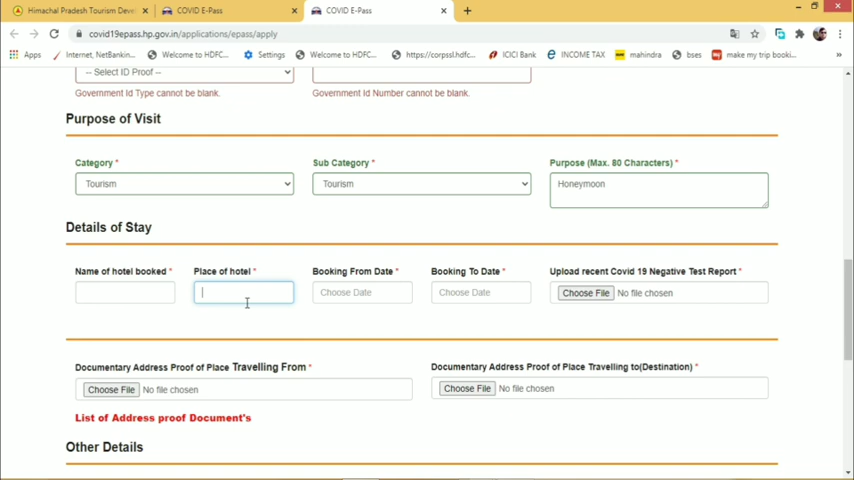 Himachal Pradesh Tourism Deve
COVID E-Pass
COVID E-Pass
covid19epass.hp.gov.in/applications/epass/apply
Apps
Internet, NetBankin...
Welcome to HDFC...
Settings
Welcome to HDFC...
https://corpssl.hdfc...
ICICI Bank
INCOME TAX
mahindra
bses
make my trip booki...
-- Select ID Proof --
Government Id Type cannot be blank.
Government Id Number cannot be blank.
Purpose of Visit
Category *
Sub Category *
Purpose (Max. 80 Characters) *
Tourism
Tourism
Honeymoon
Details of Stay
Name of hotel booked *
Place of hotel *
Booking From Date *
Booking To Date *
Upload recent Covid 19 Negative Test Report *
Choose Date
Choose Date
Choose File No file chosen
Documentary Address Proof of Place Travelling From *
Documentary Address Proof of Place Travelling to(Destination) *
Choose File No file chosen
Choose File No file chosen
List of Address proof Document's
Other Details